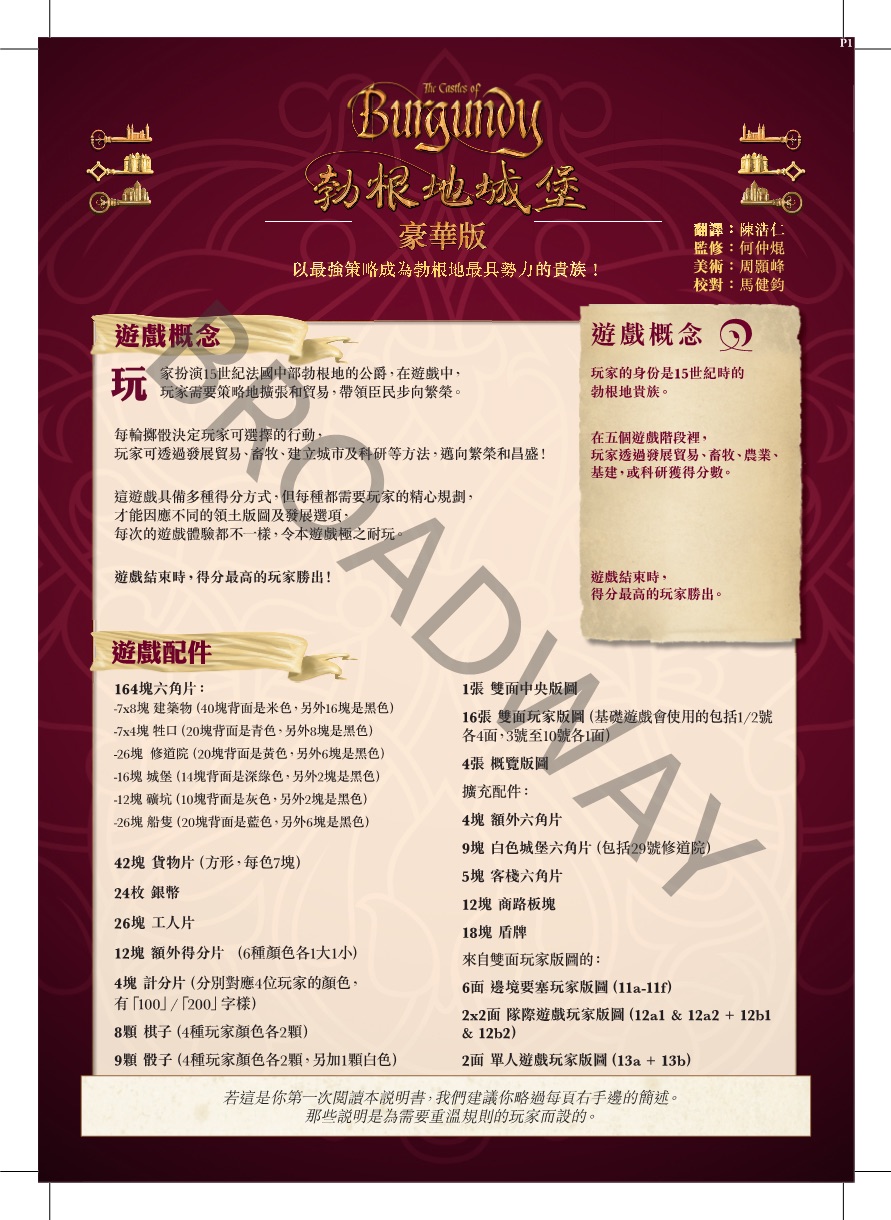 P1
The Castles of
Burgundy
勃根地城堡
豪華版
以最強策略成為勃根地最具勢力的貴族！
翻譯：陳浩仁
監修：何仲焜
美術：周顥峰
校對：馬健鈞
遊戲概念
玩家扮演15世紀法國中部勃根地的公爵，在遊戲中，
玩家需要策略地擴張和貿易，帶領臣民步向繁榮。
每輪擲骰決定玩家可選擇的行動，
玩家可透過發展貿易、畜牧、建立城市及科研等方法，邁向繁榮和昌盛！
這遊戲具備多種得分方式，但每種都需要玩家的精心規劃，
才能因應不同的領土版圖及發展選項，
每次的遊戲體驗都不一樣，令本遊戲極之耐玩。
遊戲結束時，得分最高的玩家勝出！
遊戲概念
玩家的身份是15世紀時的
勃根地貴族。
在五個遊戲階段裡，
玩家透過發展貿易、畜牧、農業、
基建，或科研獲得分數。
遊戲結束時，
得分最高的玩家勝出。
遊戲配件
164塊六角片：
-7x8塊 建築物 (40塊背面是米色，另外16塊是黑色)
-7x4塊 牲口 (20塊背面是青色，另外8塊是黑色)
-26塊 修道院 (20塊背面是黃色，另外6塊是黑色)
-16塊 城堡 (14塊背面是深綠色，另外2塊是黑色)
-12塊 礦坑 (10塊背面是灰色，另外2塊是黑色)
-26塊 船隻 (20塊背面是藍色，另外6塊是黑色)
42塊 貨物片 (方形，每色7塊)
24枚 銀幣
26塊 工人片
12塊 額外得分片 (6種顏色各1大1小)
4塊 計分片 (分別對應4位玩家的顏色，
有「100」/「200」字樣)
8顆 棋子 (4種玩家顏色各2顆)
9顆 骰子 (4種玩家顏色各2顆，另加1顆白色)
1張 雙面中央版圖
16張 雙面玩家版圖 (基礎遊戲會使用的包括1/2號
各4面，3號至10號各1面)
4張 概覽版圖
擴充配件：
4塊 額外六角片
9塊 白色城堡六角片 (包括29號修道院)
5塊 客棧六角片
12塊 商路板塊
18塊 盾牌
來自雙面玩家版圖的：
6面 邊境要塞玩家版圖 (11a-11f)
2x2面 隊際遊戲玩家版圖 (12a1 & 12a2 + 12b1
& 12b2)
2面 單人遊戲玩家版圖 (13a + 13b)
若這是你第一次閱讀本説明書，我們建議你略過每頁右手邊的簡述。
那些説明是為需要重溫規則的玩家而設的。
BROADWAY